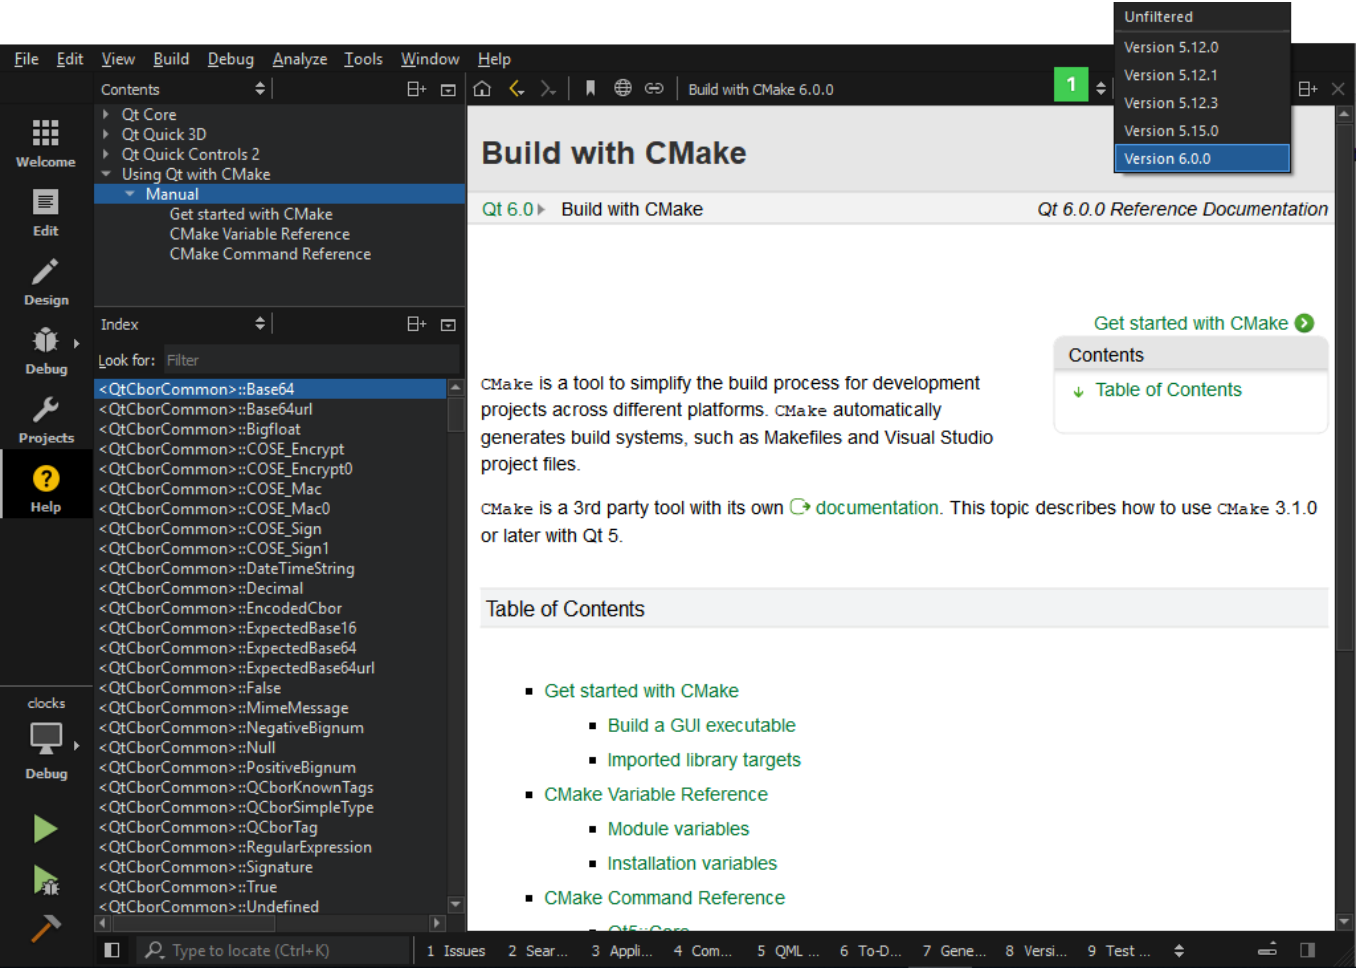 Unfiltered
Version 5.12.0
Version 5.12.1
Version 5.12.3
Version 5.15.0
Version 6.0.0
File Edit View Build Debug Analyze Tools Window Help
Contents
Build with CMake 6.0.0
1
Welcome
Edit
Design
Debug
Projects
Help
clocks
Debug
Qt Core
Qt Quick 3D
Qt Quick Controls 2
Using Qt with CMake
Manual
Get started with CMake
CMake Variable Reference
CMake Command Reference
Index
Look for: Filter
<QtCborCommon>::Base64
<QtCborCommon>::Base64url
<QtCborCommon>::Bigfloat
<QtCborCommon>::COSE_Encrypt
<QtCborCommon>::COSE_Encrypt0
<QtCborCommon>::COSE_Mac
<QtCborCommon>::COSE_Mac0
<QtCborCommon>::COSE_Sign
<QtCborCommon>::COSE_Sign1
<QtCborCommon>::DateTimeString
<QtCborCommon>::Decimal
<QtCborCommon>::EncodedCbor
<QtCborCommon>::ExpectedBase16
<QtCborCommon>::ExpectedBase64
<QtCborCommon>::ExpectedBase64url
<QtCborCommon>::False
<QtCborCommon>::MimeMessage
<QtCborCommon>::NegativeBignum
<QtCborCommon>::Null
<QtCborCommon>::PositiveBignum
<QtCborCommon>::QCborKnownTags
<QtCborCommon>::QCborSimpleType
<QtCborCommon>::QCborTag
<QtCborCommon>::RegularExpression
<QtCborCommon>::Signature
<QtCborCommon>::True
<QtCborCommon>::Undefined
Build with CMake
Qt 6.0 Build with CMake
Qt 6.0.0 Reference Documentation
Get started with CMake
Contents
Table of Contents
CMake is a tool to simplify the build process for development
projects across different platforms. CMake automatically
generates build systems, such as Makefiles and Visual Studio
project files.
CMake is a 3rd party tool with its own documentation. This topic describes how to use CMake 3.1.0
or later with Qt 5.
Table of Contents
Get started with CMake
Build a GUI executable
Imported library targets
CMake Variable Reference
Module variables
Installation variables
CMake Command Reference
Qt5::Core
Type to locate (Ctrl+K)
1 Issues 2 Sear... 3 Appli... 4 Com... 5 QML ... 6 To-D... 7 Gene... 8 Versi... 9 Test ...